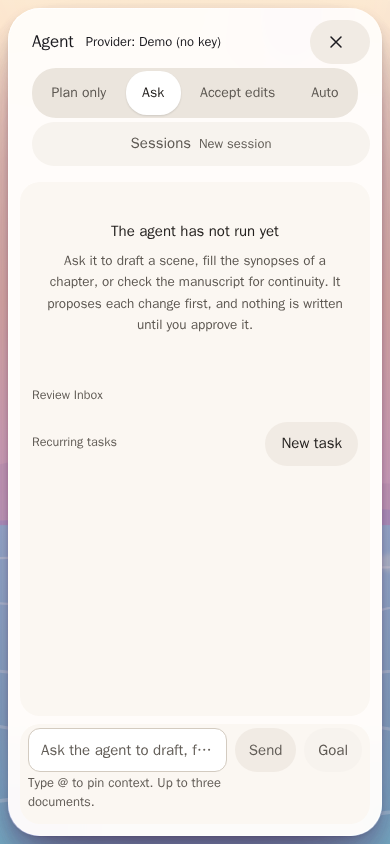 Agent Provider: Demo (no key)
Plan only Ask Accept edits Auto
Sessions New session
The agent has not run yet
Ask it to draft a scene, fill the synopses of a
chapter, or check the manuscript for continuity. It
proposes each change first, and nothing is written
until you approve it.
Review Inbox
Recurring tasks New task
Ask the agent to draft, f··· Send Goal
Type @ to pin context. Up to three
documents.